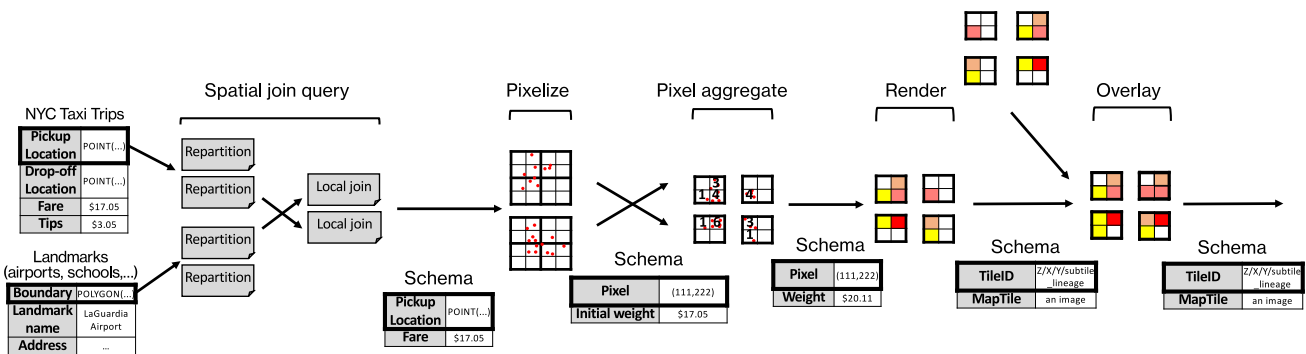 Spatial join query
Pixelize
Pixel aggregate
Render
Overlay
NYC Taxi Trips
Pickup
Location
POINT(...)
Drop-off
Location
POINT(...)
Fare
$17.05
Tips
$3.05
Landmarks
(airports, schools,...)
Boundary
POLYGON(...)
Landmark
name
LaGuardia
Airport
Address
...
Repartition
Repartition
Repartition
Repartition
Local join
Local join
Schema
Pickup
Location
POINT(...)
Fare
$17.05
Schema
Pixel
(111,222)
Initial weight
$17.05
3
1 4
4
1 6
3
1
Schema
Pixel
(111,222)
Weight
$20.11
Schema
TileID
Z/X/Y/subtile
_lineage
MapTile
an image
Schema
TileID
Z/X/Y/subtile
_lineage
MapTile
an image